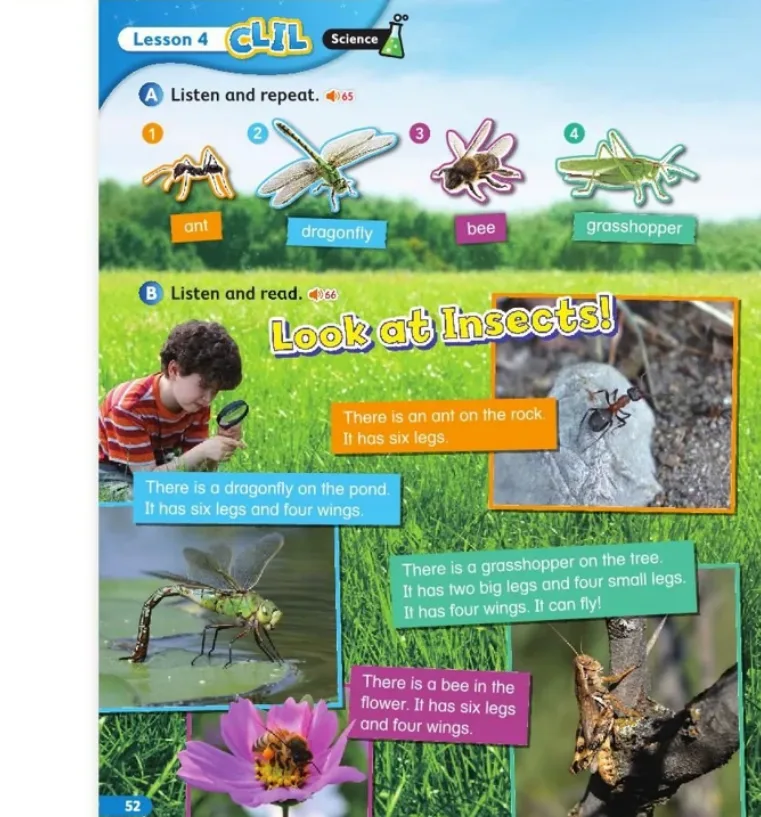 Lesson 4 CLIL Science
A Listen and repeat. 65
1 2 3 4
ant dragonfly bee grasshopper
B Listen and read. 66
Look at Insects!
There is an ant on the rock.
It has six legs.
There is a dragonfly on the pond.
It has six legs and four wings.
There is a grasshopper on the tree.
It has two big legs and four small legs.
It has four wings. It can fly!
There is a bee in the
flower. It has six legs
and four wings.
52